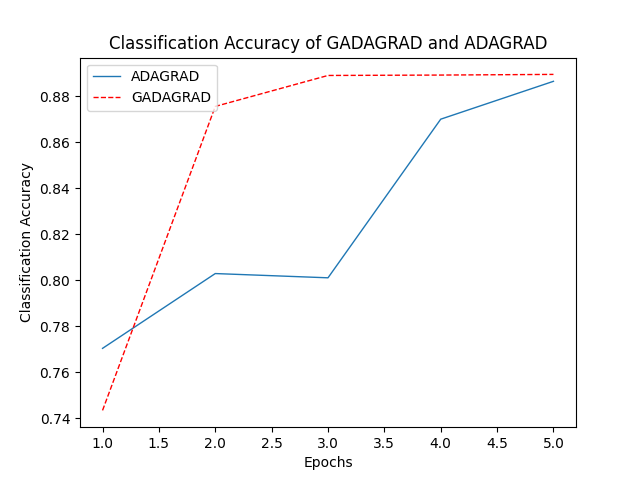 Classification Accuracy of GADAGRAD and ADAGRAD
ADAGRAD
GADAGRAD
Classification Accuracy
0.88
0.86
0.84
0.82
0.80
0.78
0.76
0.74
1.0 1.5 2.0 2.5 3.0 3.5 4.0 4.5 5.0
Epochs